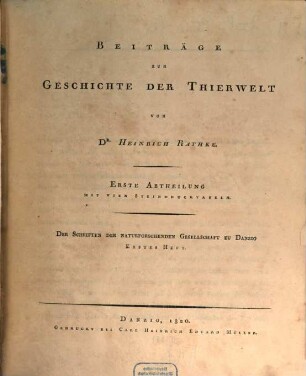 BEITRÄGE
ZUR
GESCHICHTE DER THIERWELT
VON
DR. HEINRICH RATHKE.
ERSTE ABTHEILUNG
MIT VIER STEINDRUCKTAFELN.
DER SCHRIFTEN DER NATURFORSCHENDEN GESELLSCHAFT ZU DANZIG
ERSTES HEFT.
DANZIG, 1820.
GEDRUCKT BEI CARL HEINRICH EDUARD MÜLLER.